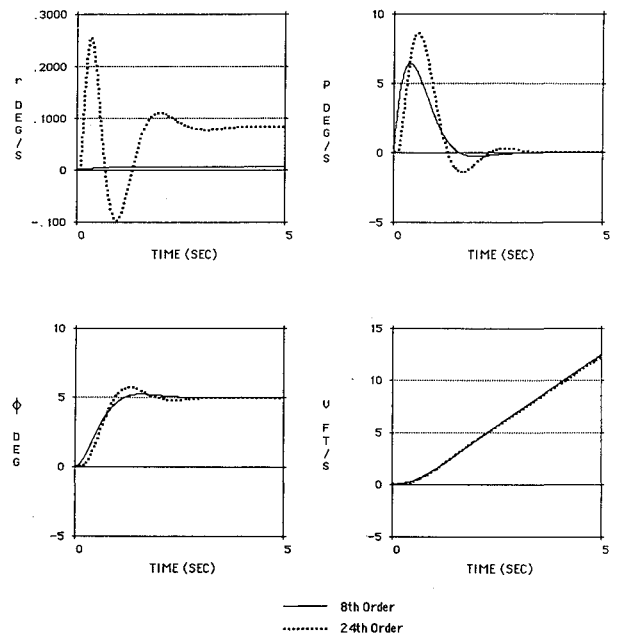 .3000
.2000
.1000
0
-.100
r
DEG/S
0
5
TIME (SEC)
10
5
0
-5
P
DEG/S
0
5
TIME (SEC)
10
5
0
-5
ϕ
DEG
0
5
TIME (SEC)
15
10
5
0
-5
V
FT/S
0
5
TIME (SEC)
8th Order
24th Order